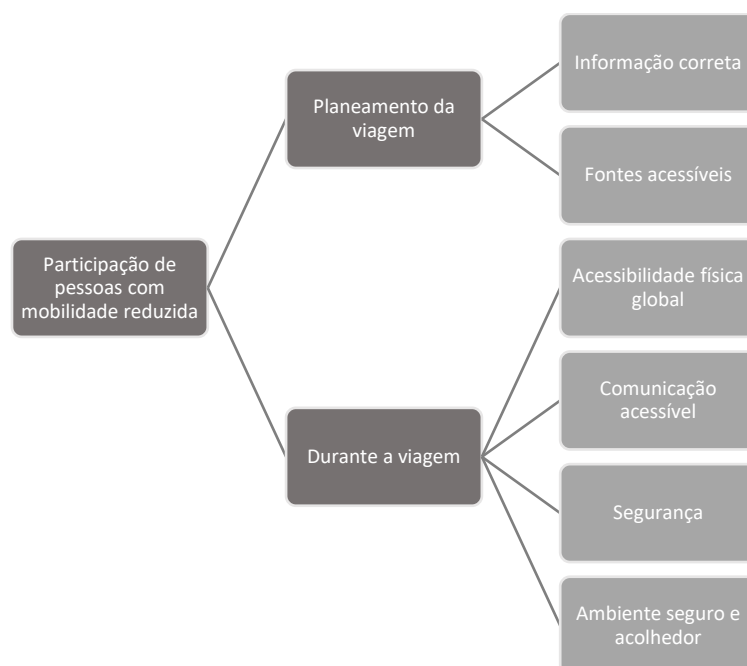 Participação de
pessoas com
mobilidade reduzida
Planeamento da
viagem
Informação correta
Fontes acessíveis
Durante a viagem
Acessibilidade física
global
Comunicação
acessível
Segurança
Ambiente seguro e
acolhedor